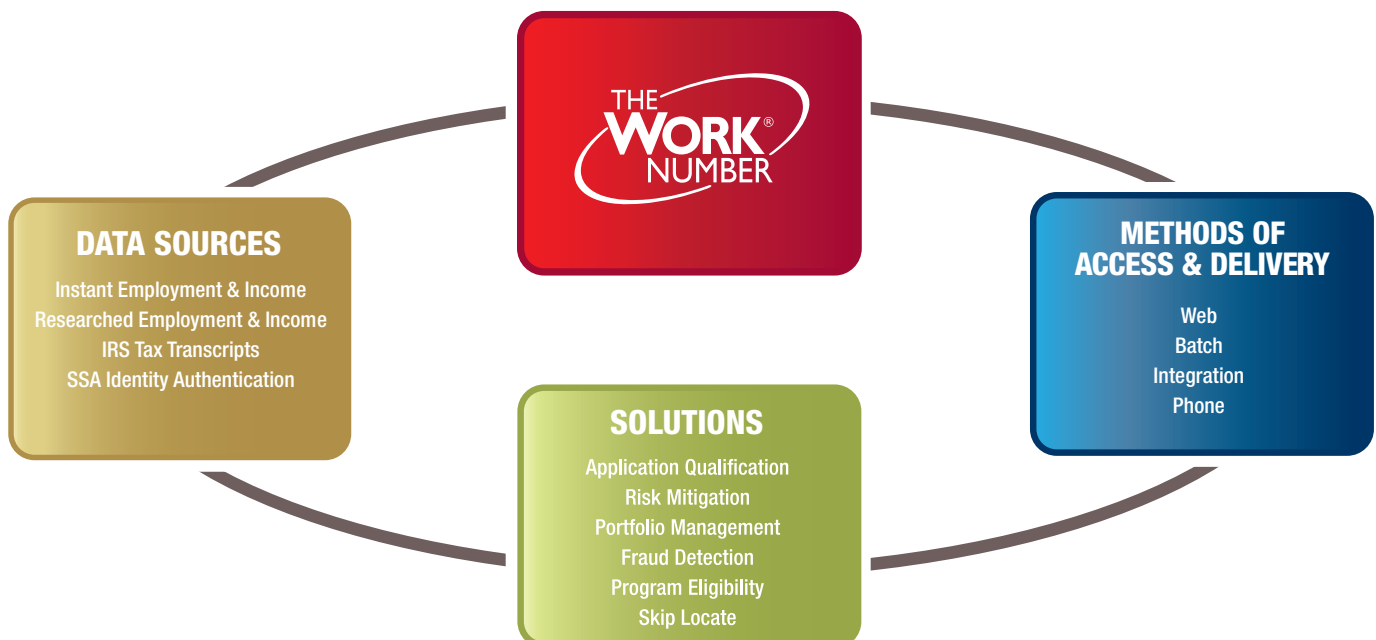 THE
WORK®
NUMBER
DATA SOURCES
Instant Employment & Income
Researched Employment & Income
IRS Tax Transcripts
SSA Identity Authentication
METHODS OF
ACCESS & DELIVERY
Web
Batch
Integration
Phone
SOLUTIONS
Application Qualification
Risk Mitigation
Portfolio Management
Fraud Detection
Program Eligibility
Skip Locate